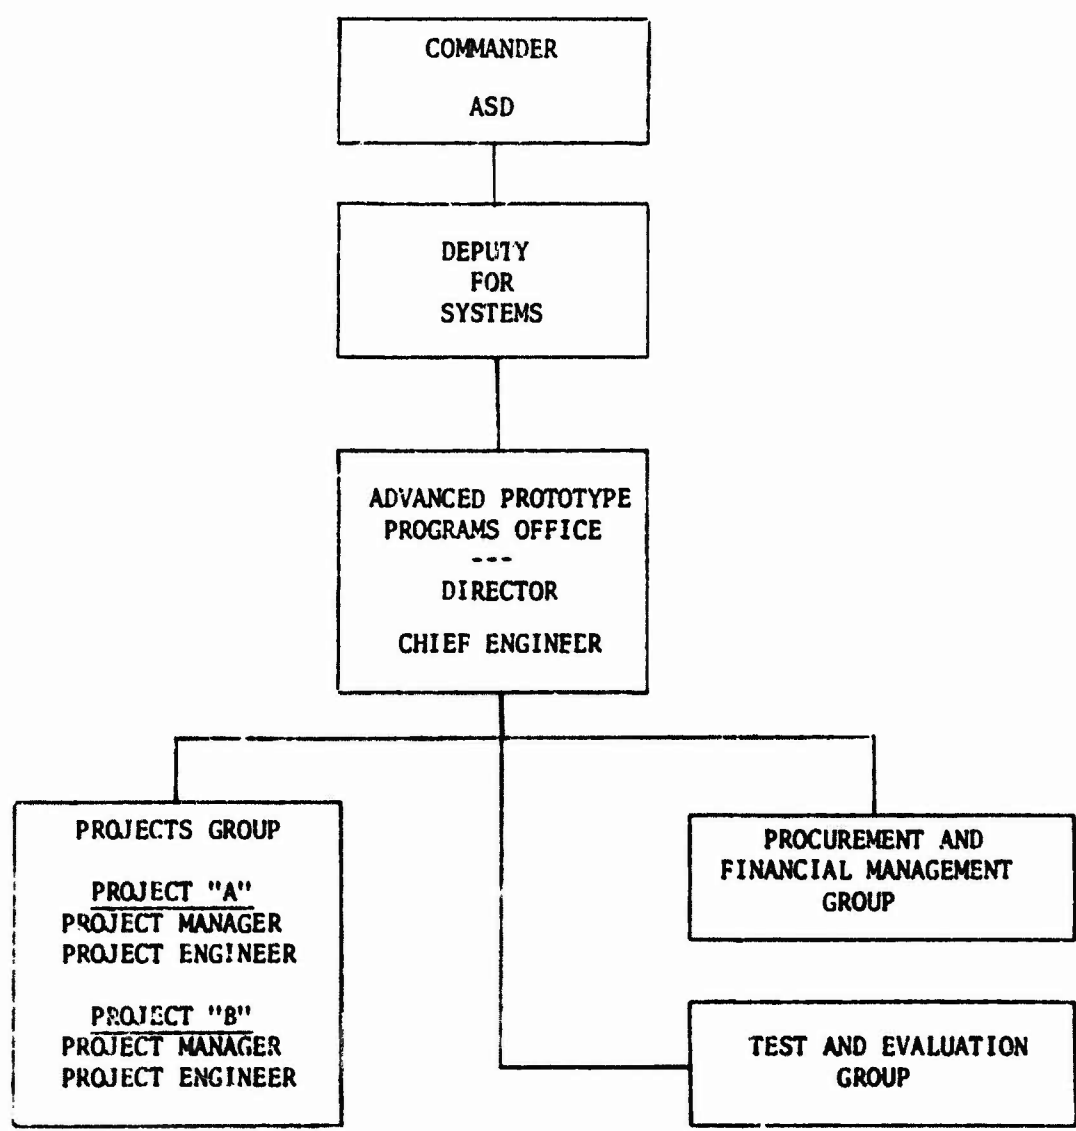 COMMANDER
ASD
DEPUTY
FOR
SYSTEMS
ADVANCED PROTOTYPE
PROGRAMS OFFICE
---
DIRECTOR
CHIEF ENGINEER
PROJECTS GROUP
PROJECT "A"
PROJECT MANAGER
PROJECT ENGINEER
PROJECT "B"
PROJECT MANAGER
PROJECT ENGINEER
PROCUREMENT AND
FINANCIAL MANAGEMENT
GROUP
TEST AND EVALUATION
GROUP